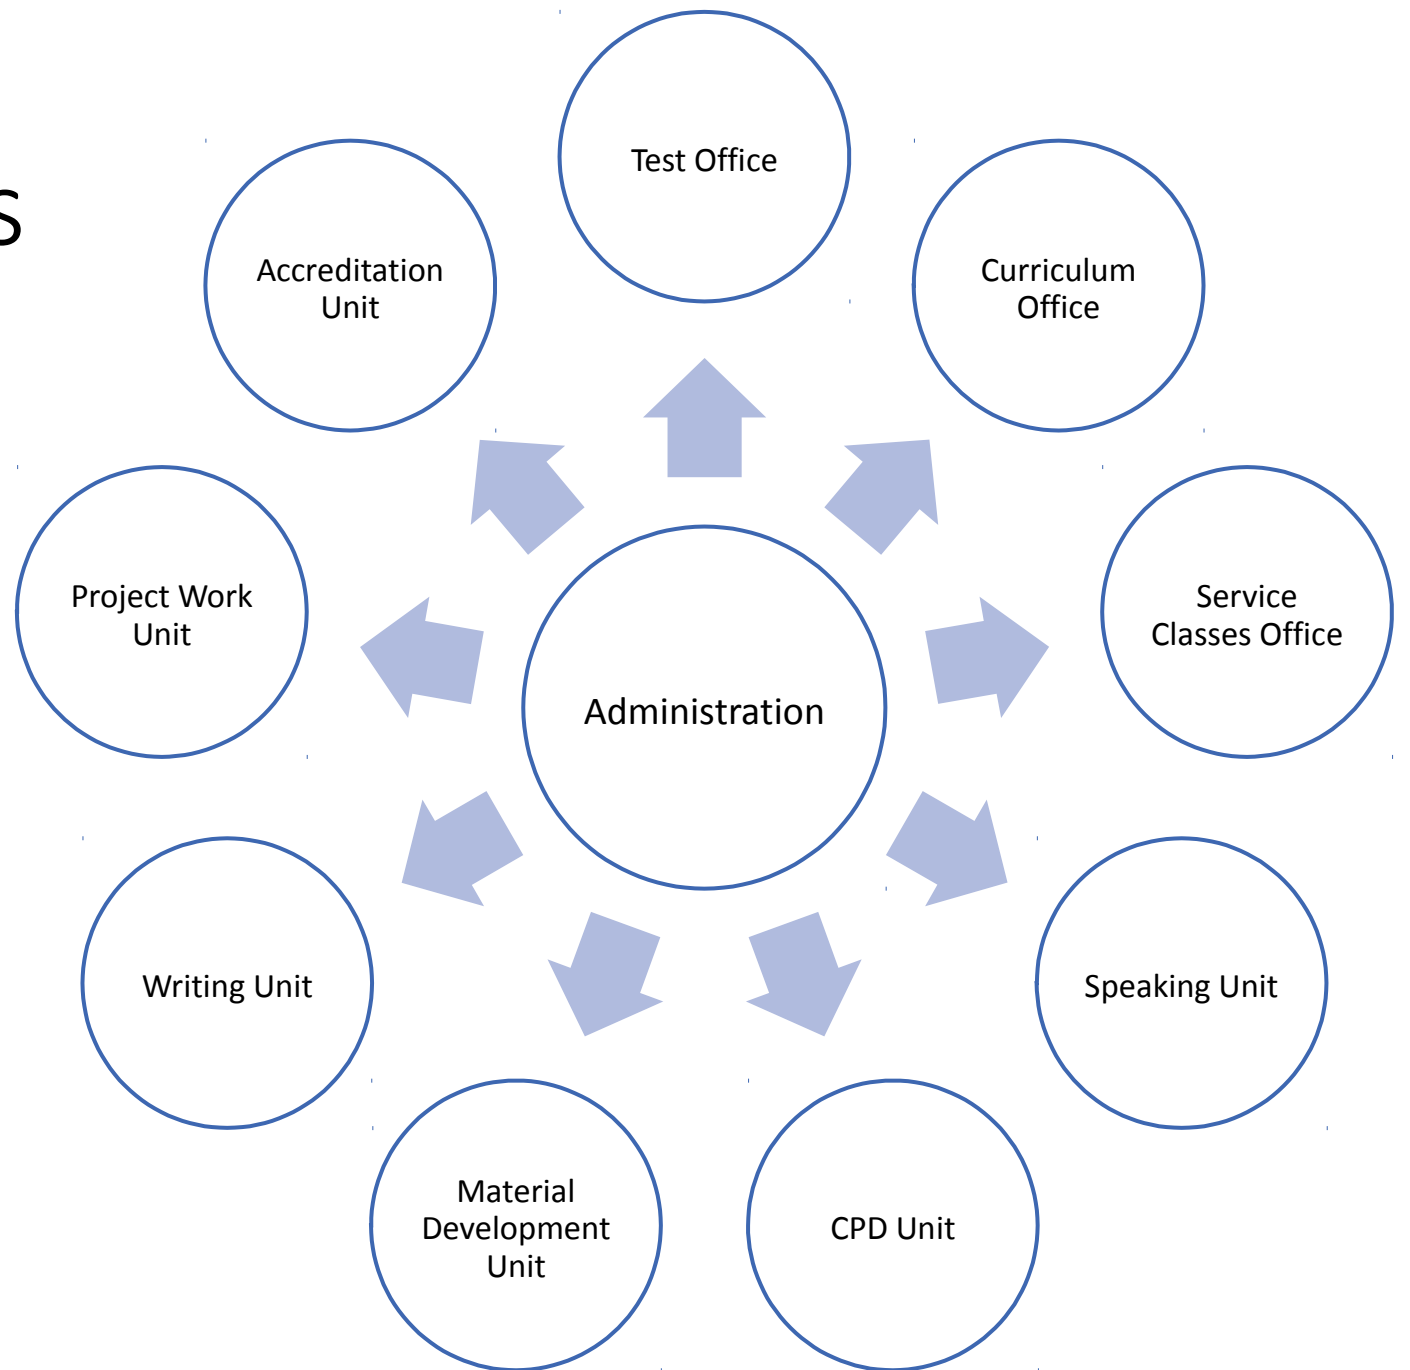 S
Test Office
Accreditation
Unit
Curriculum
Office
Project Work
Unit
Service
Classes Office
Administration
Writing Unit
Speaking Unit
Material
Development
Unit
CPD Unit